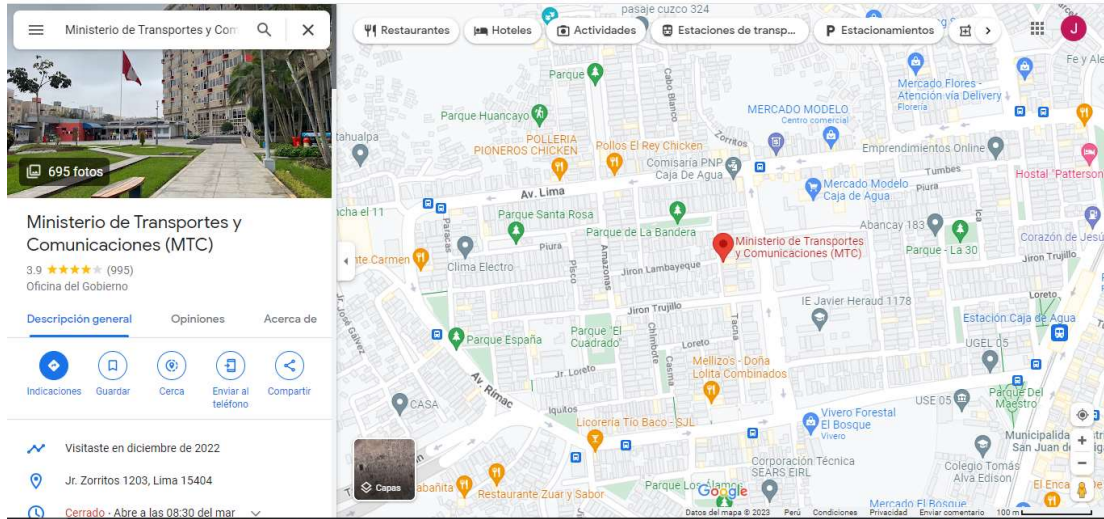 Ministerio de Transportes y Com
695 fotos
Ministerio de Transportes y
Comunicaciones (MTC)
3.9 ★★★★★ (995)
Oficina del Gobierno
Descripción general
Opiniones
Acerca de
Indicaciones
Guardar
Cerca
Enviar al
teléfono
Compartir
Visitaste en diciembre de 2022
Jr. Zorritos 1203, Lima 15404
Cerrado · Abre a las 08:30 del mar
Restaurantes
Hoteles
Actividades
Estaciones de transp...
Estacionamientos
J
pasaje cuzco 324
Fe y Ale
Parque
Cabo Blanco
Mercado Flores -
Atención vía Delivery
Florería
Parque Huancayo
MERCADO MODELO
Centro comercial
tahualpa
POLLERIA
PIONEROS CHICKEN
Pollos El Rey Chicken
Zorritos
Comisaría PNP
Caja De Agua
Emprendimientos Online
Tumbes
Hostal "Patterson
Av. Lima
Mercado Modelo
Caja de Agua
Piura
ncha el 11
Parque Santa Rosa
Parque de La Bandera
Abancay 183
Ica
Paracas
Piura
Ministerio de Transportes
y Comunicaciones (MTC)
Parque - La 30
Corazón de Jesú
nte Carmen
Clima Electro
Pisco
Amazonas
Jiron Lambayeque
Jiron Trujillo
Jiron Trujillo
IE Javier Heraud 1178
Loreto
Jr. José Gálvez
Parque España
Parque "El
Cuadrado"
Chimbote
Loreto
Tacna
Estación Caja de Agua
UGEL 05
Casma
Mellizos - Doña
Lolita Combinados
Jr. Loreto
Av. Rímac
CASA
USE 05
Parque Del
Maestro
Iquitos
Licorería Tío Baco - SJL
Vivero Forestal
El Bosque
Vivero
Municipalida
San Juan de
Corporación Técnica
SEARS EIRL
Colegio Tomás
Alva Edison
Capas
abañita
Restaurante Zuar y Sabor
Parque Los Álamos
Google
Mercado El Bosque
El Enca
Datos del mapa © 2023
Perú
Condiciones
Privacidad
Enviar comentario
100 m